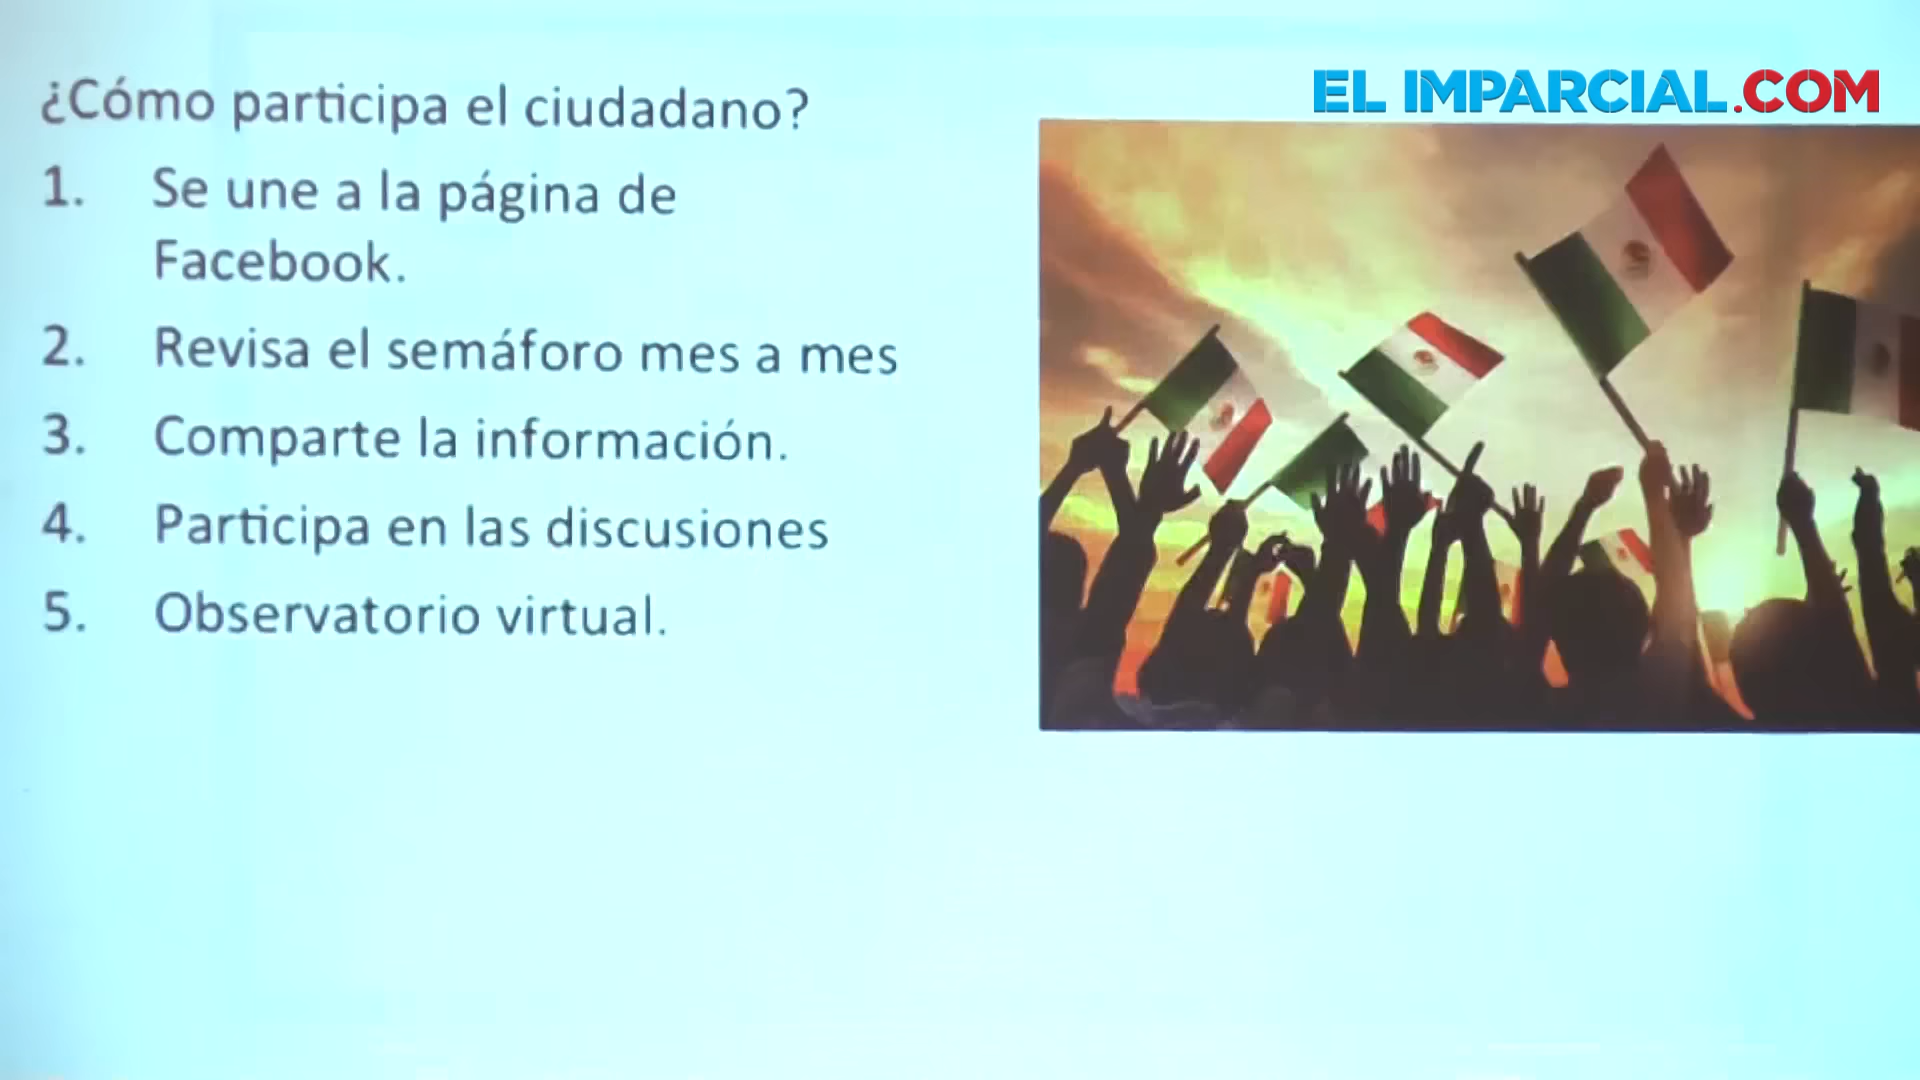 EL IMPARCIAL.COM
¿Cómo participa el ciudadano?
1. Se une a la página de
Facebook.
2. Revisa el semáforo mes a mes
3. Comparte la información.
4. Participa en las discusiones
5. Observatorio virtual.